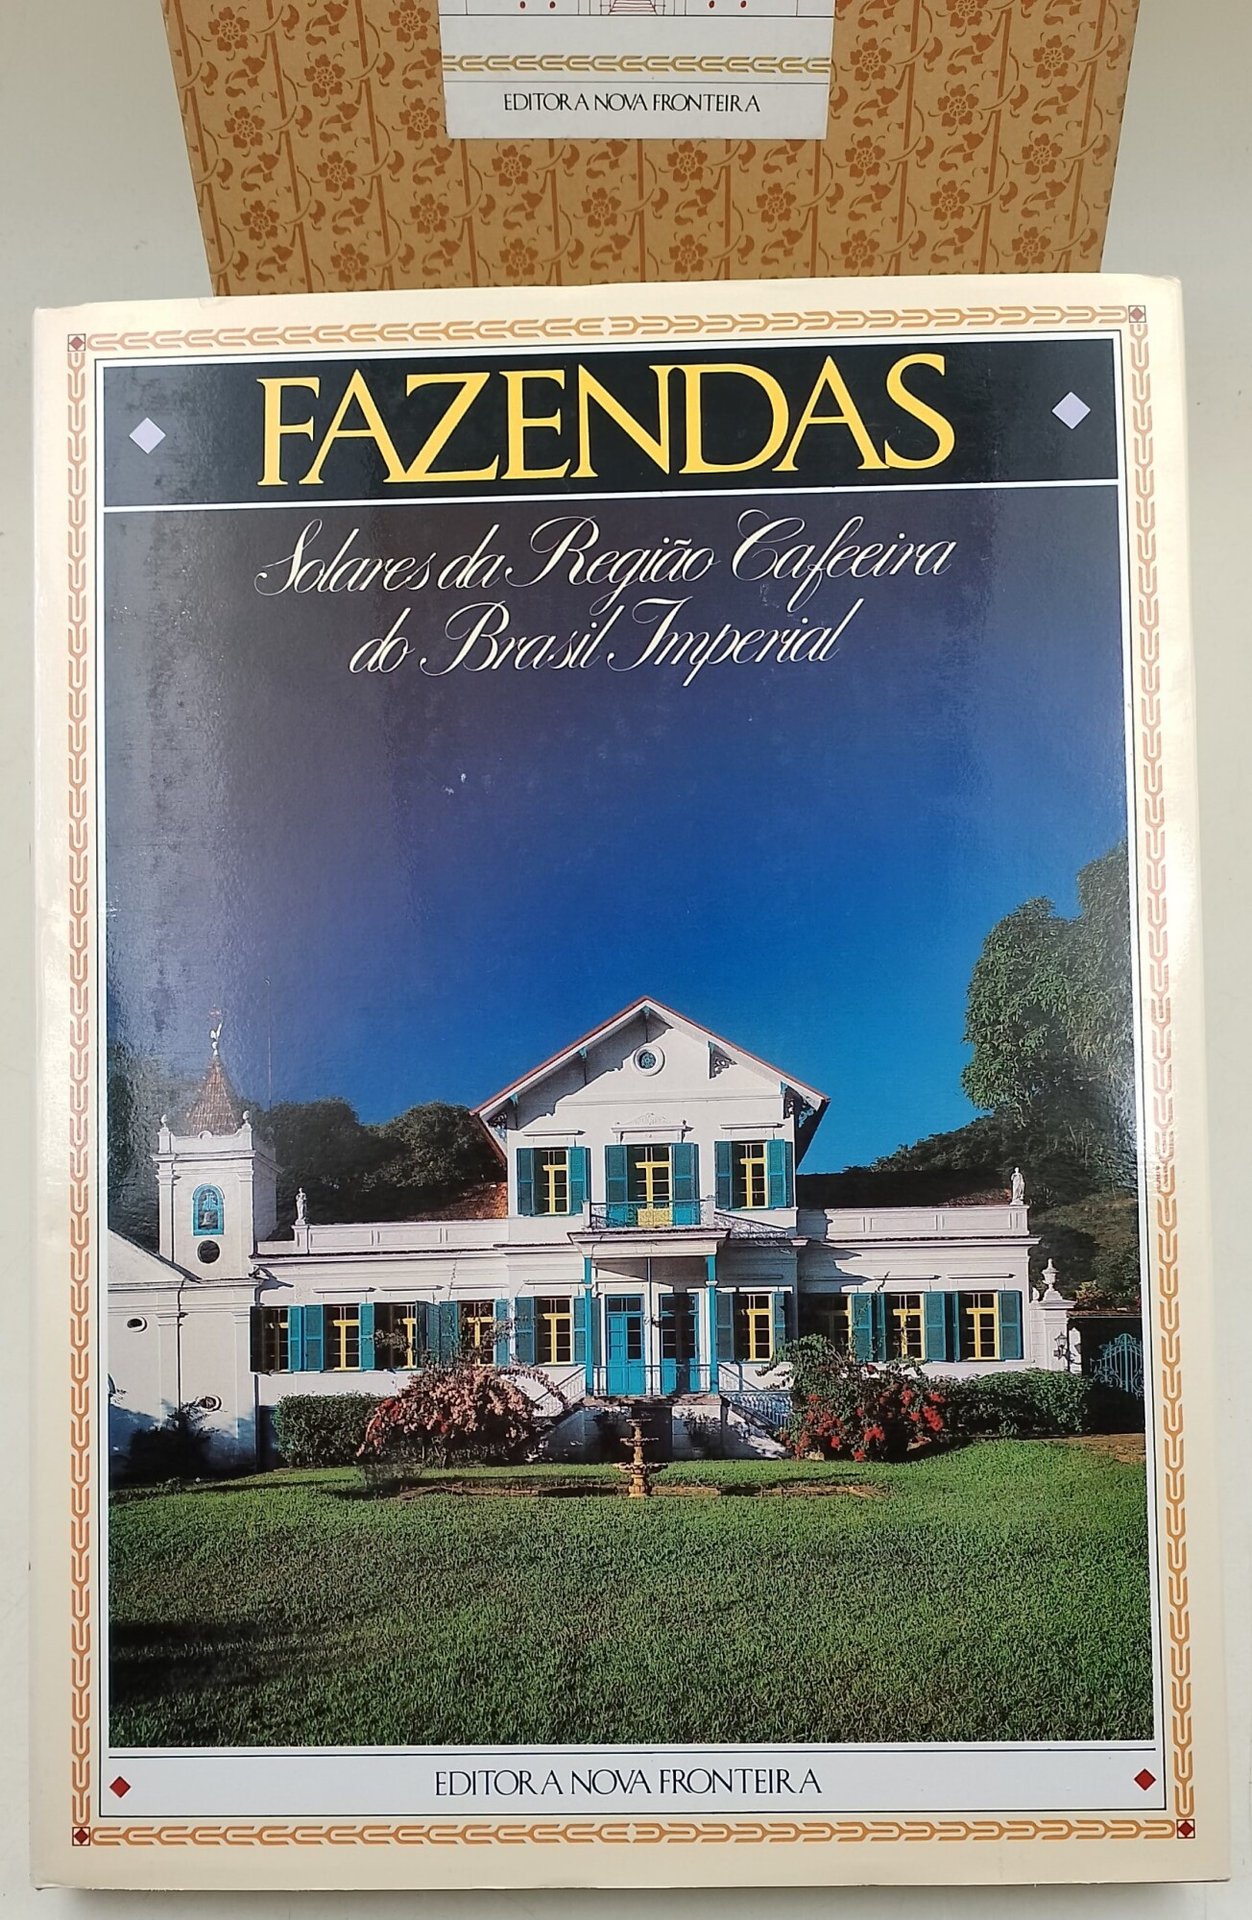 EDITORA NOVA FRONTEIRA
FAZENDAS
Solares da Região Cafeeira
do Brasil Imperial
EDITORA NOVA FRONTEIRA